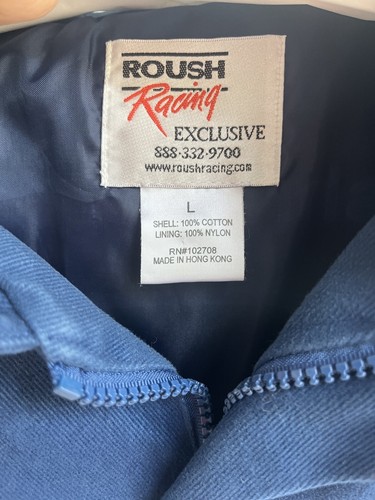 ROUSH
Racing
EXCLUSIVE
888·332·9700
www.roushracing.com
L
SHELL: 100% COTTON
LINING: 100% NYLON
RN#102708
MADE IN HONG KONG